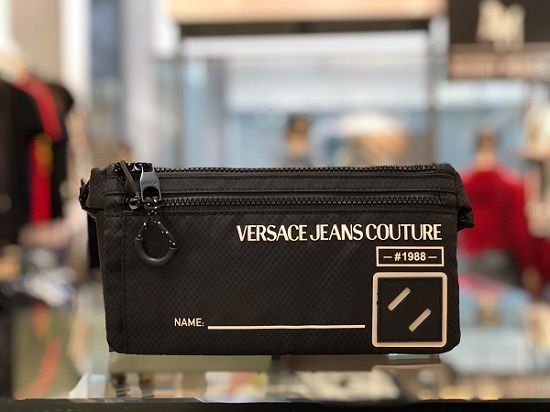 VERSACE JEANS COUTURE
—#1988—
NAME: